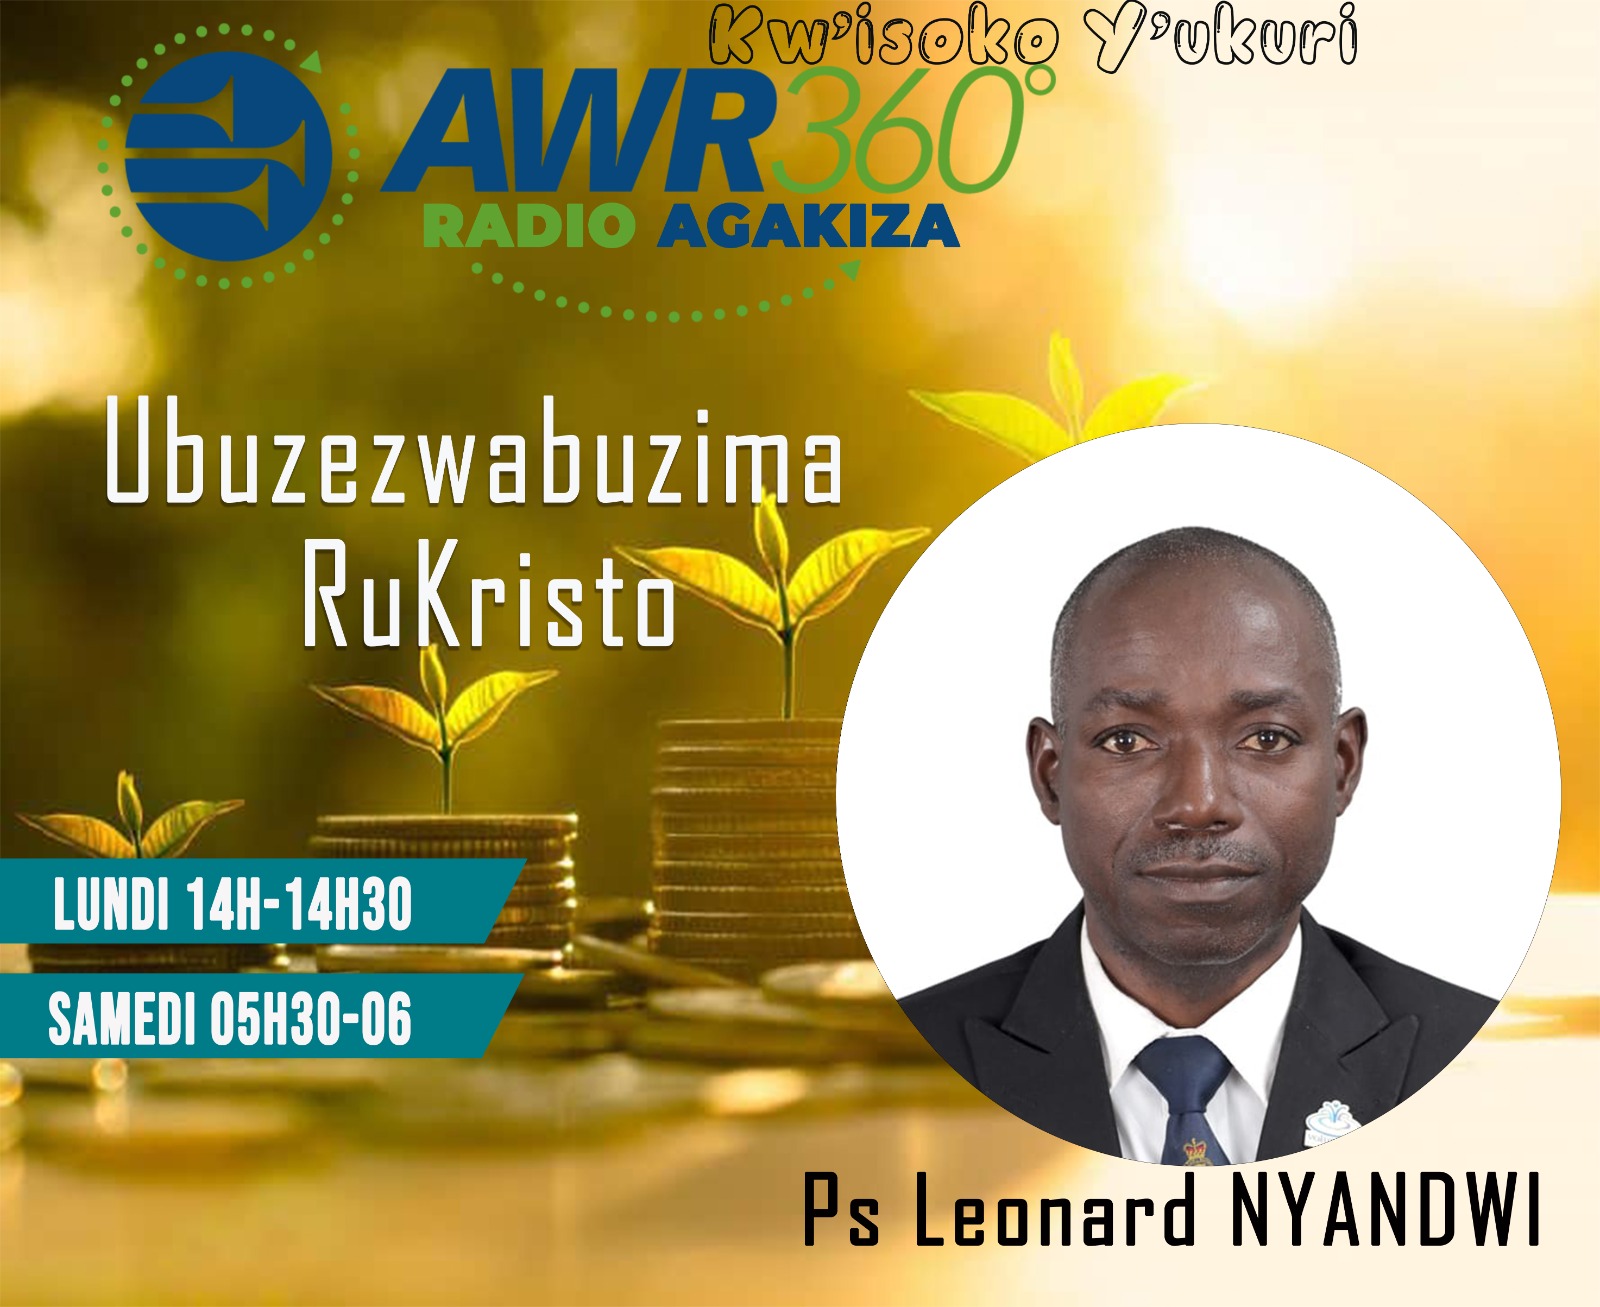 Kw'isoko Y'ukuri
AWR360°
RADIO AGAKIZA
Ubuzezwabuzima
RuKristo
LUNDI 14H-14H30
SAMEDI 05H30-06
Ps Leonard NYANDWI